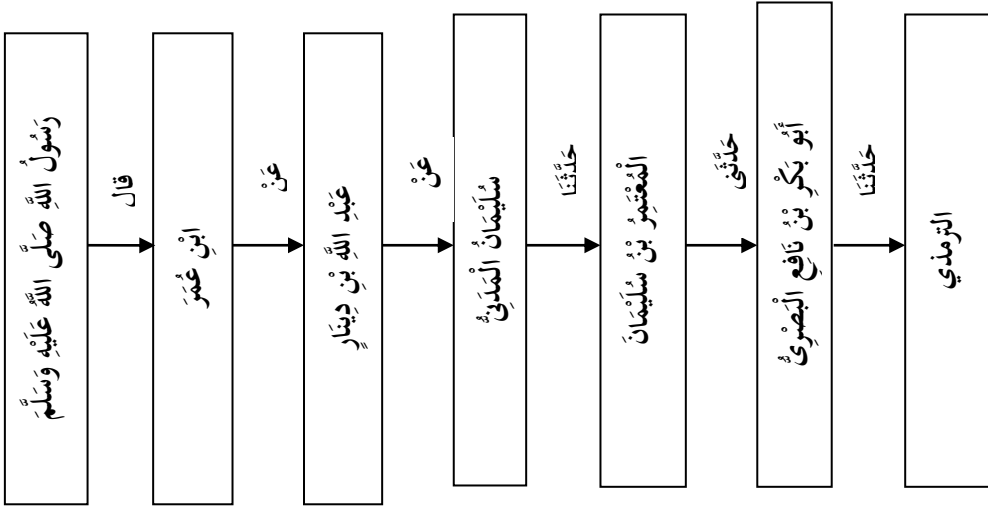 رَسُولُ اللَّهِ صَلَّى اللَّهُ عَلَيْهِ وَسَلَّمَ
قال
ابْنِ عُمَرَ
عَنْ
عَبْدِ اللَّهِ بْنِ دِينَارٍ
عَنْ
سُلَيْمَانُ الْمَدَنِىُّ
حَدَّثَنَا
الْمُعْتَمِرُ بْنُ سُلَيْمَانَ
حَدَّثَنِى
أَبُو بَكْرِ بْنُ نَافِعٍ الْبَصْرِىُّ
حَدَّثَنَا
الترمذي